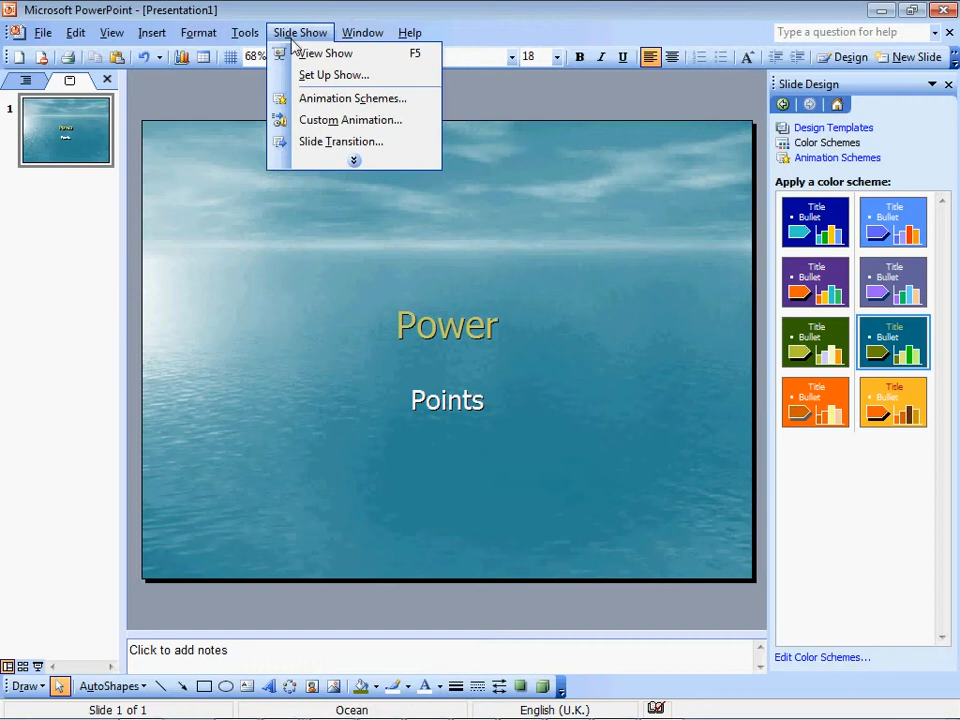 Microsoft PowerPoint - [Presentation1]
File Edit View Insert Format Tools Slide Show Window Help Type a question for help
68% 18 B I U A Design New Slide
View Show F5
Set Up Show...
Animation Schemes...
Custom Animation...
Slide Transition...
1
Power
Points
Power
Points
Slide Design
Design Templates
Color Schemes
Animation Schemes
Apply a color scheme:
Title Title
• Bullet • Bullet
Title Title
• Bullet • Bullet
Title Title
• Bullet • Bullet
Title Title
• Bullet • Bullet
Edit Color Schemes...
Click to add notes
Draw AutoShapes A
Slide 1 of 1 Ocean English (U.K.)